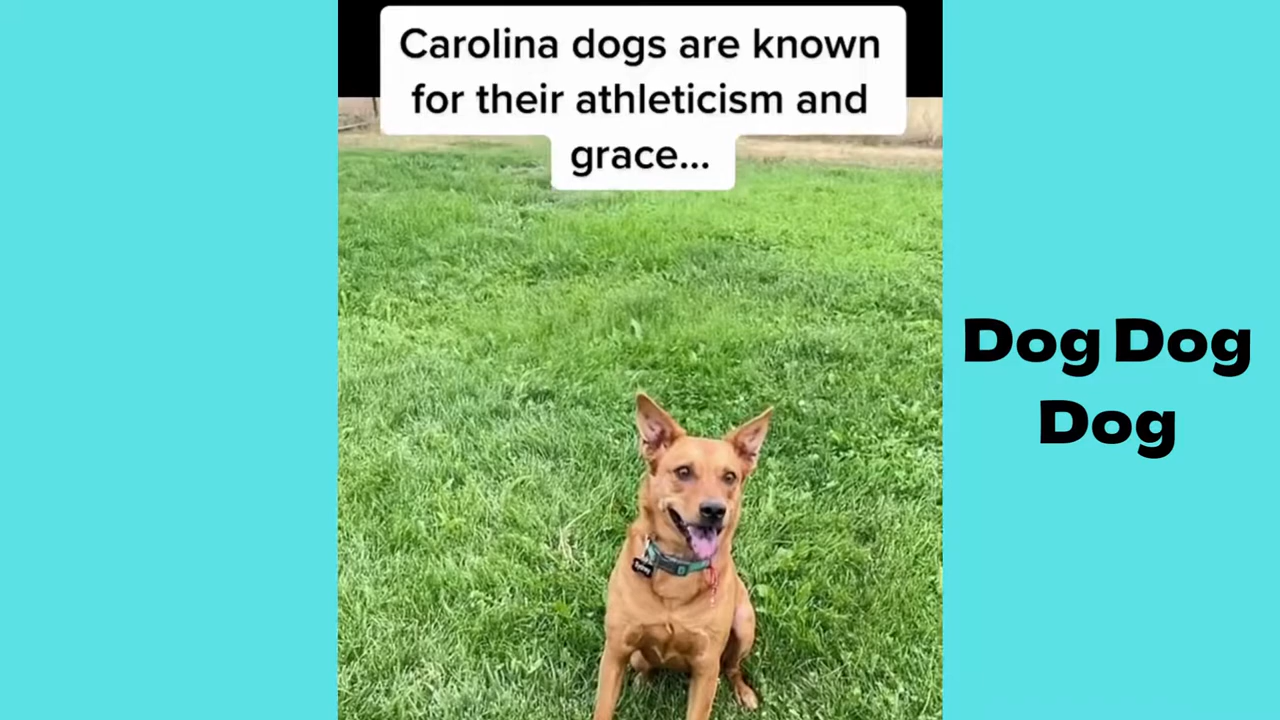 Carolina dogs are known
for their athleticism and
grace...
Dog Dog
Dog